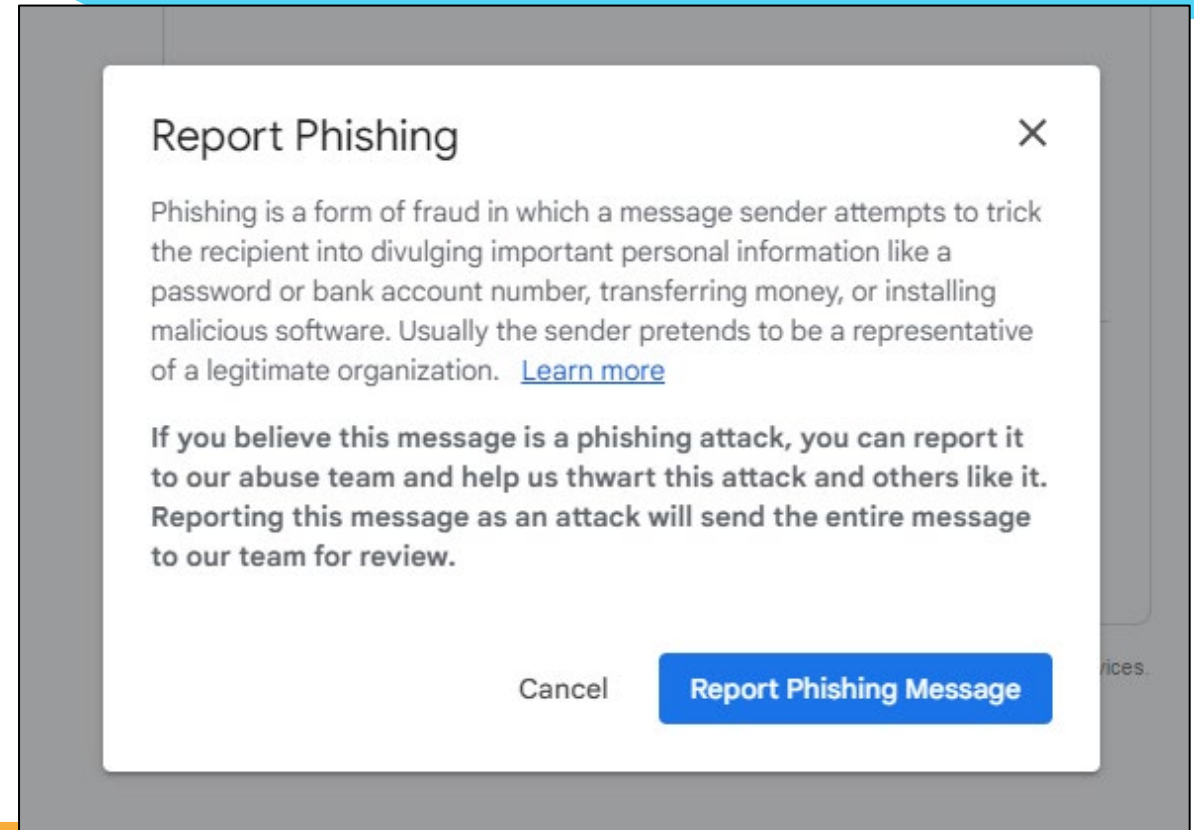 Report Phishing
Phishing is a form of fraud in which a message sender attempts to trick
the recipient into divulging important personal information like a
password or bank account number, transferring money, or installing
malicious software. Usually the sender pretends to be a representative
of a legitimate organization. Learn more
If you believe this message is a phishing attack, you can report it
to our abuse team and help us thwart this attack and others like it.
Reporting this message as an attack will send the entire message
to our team for review.
vices.
Cancel Report Phishing Message